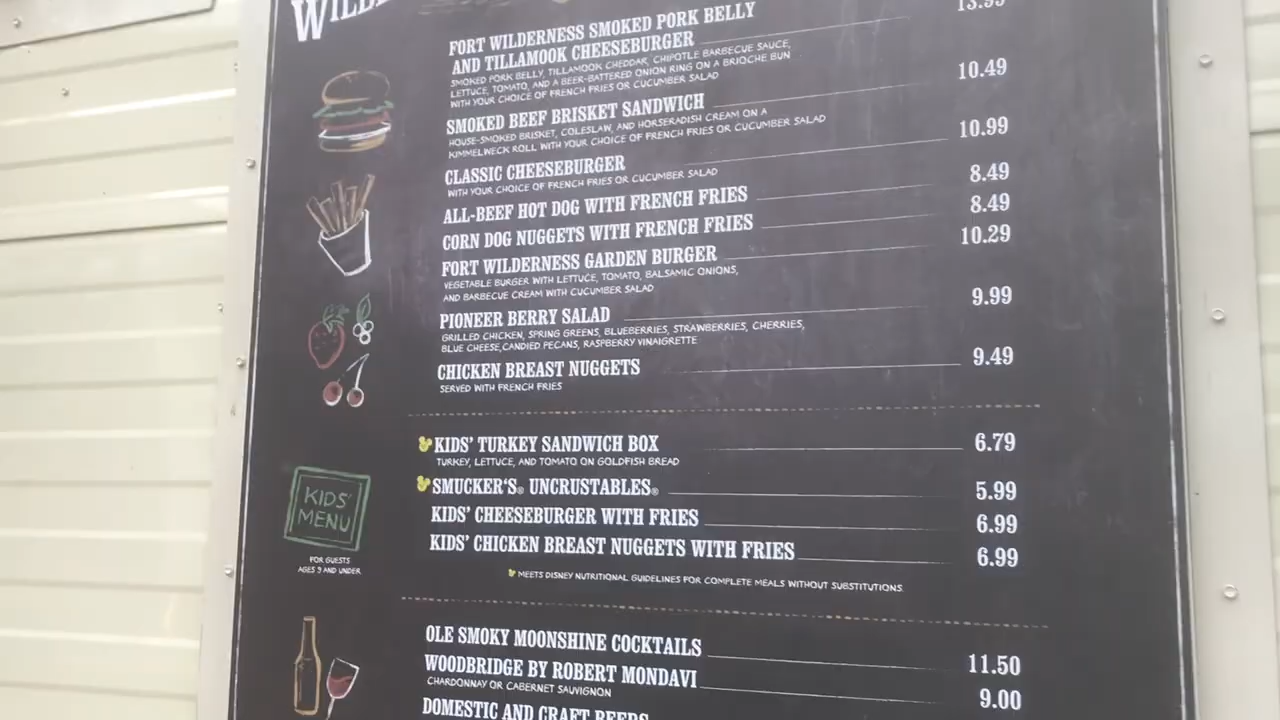 FORT WILDERNESS SMOKED PORK BELLY
AND TILLAMOOK CHEESEBURGER 13.99
SMOKED PORK BELLY, TILLAMOOK CHEDDAR, CHIPOTLE BARBECUE SAUCE,
LETTUCE, TOMATO, AND A BEER-BATTERED ONION RING ON A BRIOCHE BUN
WITH YOUR CHOICE OF FRENCH FRIES OR CUCUMBER SALAD
SMOKED BEEF BRISKET SANDWICH 10.49
HOUSE-SMOKED BRISKET, COLESLAW, AND HORSERADISH CREAM ON A
KIMMELWECK ROLL WITH YOUR CHOICE OF FRENCH FRIES OR CUCUMBER SALAD
CLASSIC CHEESEBURGER 10.99
WITH YOUR CHOICE OF FRENCH FRIES OR CUCUMBER SALAD
ALL-BEEF HOT DOG WITH FRENCH FRIES 8.49
CORN DOG NUGGETS WITH FRENCH FRIES 8.49
FORT WILDERNESS GARDEN BURGER 10.29
VEGETABLE BURGER WITH LETTUCE, TOMATO, BALSAMIC ONIONS,
AND BARBECUE CREAM WITH CUCUMBER SALAD
PIONEER BERRY SALAD 9.99
GRILLED CHICKEN, SPRING GREENS, BLUEBERRIES, STRAWBERRIES, CHERRIES,
BLUE CHEESE, CANDIED PECANS, RASPBERRY VINAIGRETTE
CHICKEN BREAST NUGGETS 9.49
SERVED WITH FRENCH FRIES
KIDS' MENU
FOR GUESTS
AGES 9 AND UNDER
KIDS' TURKEY SANDWICH BOX 6.79
TURKEY, LETTUCE, AND TOMATO ON GOLDFISH BREAD
SMUCKER'S® UNCRUSTABLES® 5.99
KIDS' CHEESEBURGER WITH FRIES 6.99
KIDS' CHICKEN BREAST NUGGETS WITH FRIES 6.99
MEETS DISNEY NUTRITIONAL GUIDELINES FOR COMPLETE MEALS WITHOUT SUBSTITUTIONS.
OLE SMOKY MOONSHINE COCKTAILS 11.50
WOODBRIDGE BY ROBERT MONDAVI 9.00
CHARDONNAY OR CABERNET SAUVIGNON
DOMESTIC AND CRAFT BEERS